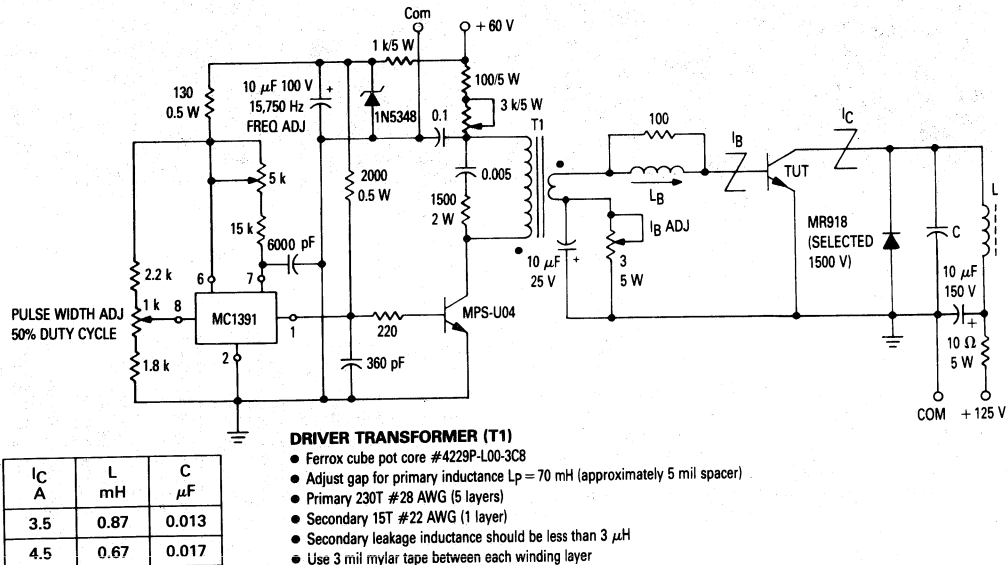 Com
+ 60 V
1 k/5 W
130
0.5 W
10 µF 100 V
+
15,750 Hz
FREQ ADJ
1N5348
100/5 W
3 k/5 W
0.1
T1
100
IB
IC
TUT
5 k
2000
0.5 W
0.005
1500
2 W
LB
IB ADJ
MR918
(SELECTED
1500 V)
C
L
15 k
6000 pF
10 µF
25 V
+
3
5 W
10 µF
150 V
+
10 Ω
5 W
2.2 k
6
7
PULSE WIDTH ADJ
50% DUTY CYCLE
1 k
8
MC1391
1
220
MPS-U04
2
1.8 k
360 pF
COM
+ 125 V
DRIVER TRANSFORMER (T1)
● Ferrox cube pot core #4229P-L00-3C8
● Adjust gap for primary inductance Lp = 70 mH (approximately 5 mil spacer)
● Primary 230T #28 AWG (5 layers)
● Secondary 15T #22 AWG (1 layer)
● Secondary leakage inductance should be less than 3 µH
● Use 3 mil mylar tape between each winding layer
IC A L mH C µF
3.5 0.87 0.013
4.5 0.67 0.017